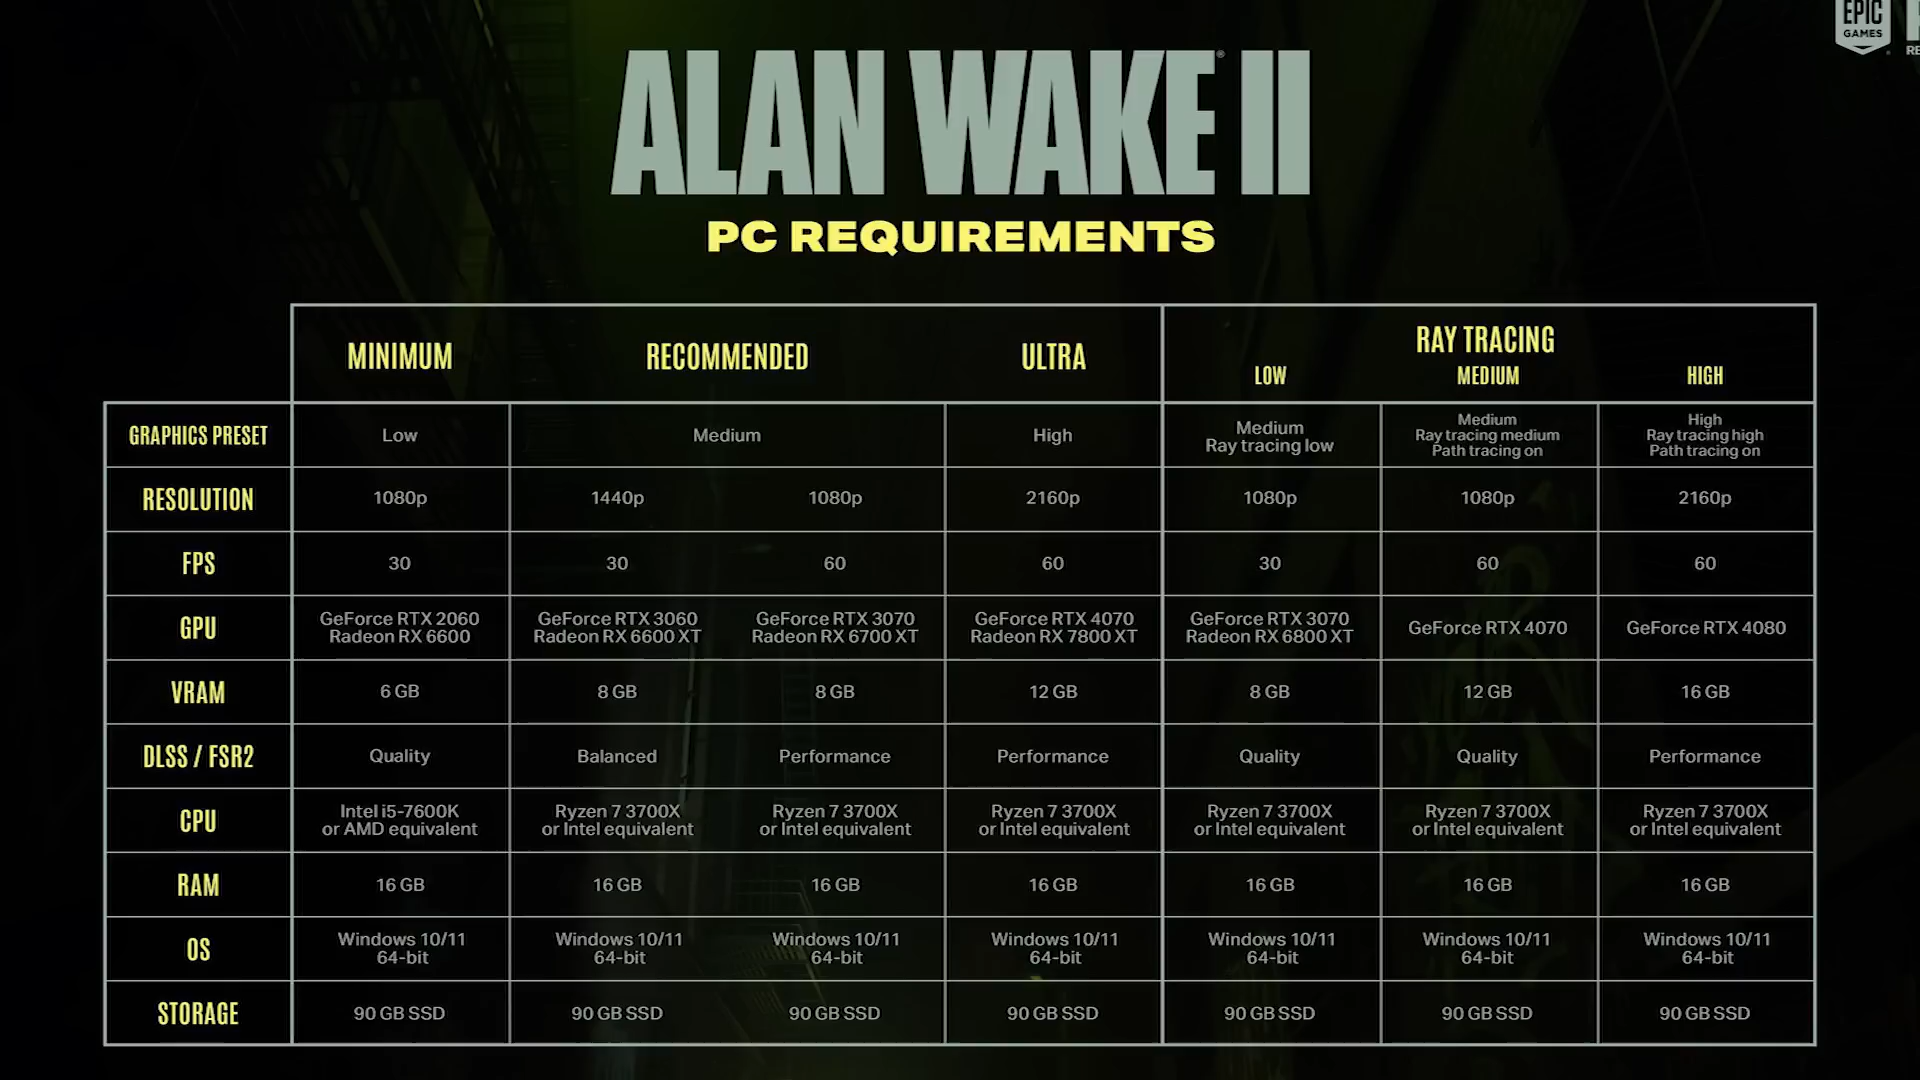 EPIC
GAMES
RE
ALAN WAKE II
PC REQUIREMENTS
MINIMUM RECOMMENDED ULTRA RAY TRACING
LOW MEDIUM HIGH
GRAPHICS PRESET Low Medium High Medium Ray tracing low Medium Ray tracing medium Path tracing on High Ray tracing high Path tracing on
RESOLUTION 1080p 1440p 1080p 2160p 1080p 1080p 2160p
FPS 30 30 60 60 30 60 60
GPU GeForce RTX 2060 Radeon RX 6600 GeForce RTX 3060 Radeon RX 6600 XT GeForce RTX 3070 Radeon RX 6700 XT GeForce RTX 4070 Radeon RX 7800 XT GeForce RTX 3070 Radeon RX 6800 XT GeForce RTX 4070 GeForce RTX 4080
VRAM 6 GB 8 GB 8 GB 12 GB 8 GB 12 GB 16 GB
DLSS / FSR2 Quality Balanced Performance Performance Quality Quality Performance
CPU Intel i5-7600K or AMD equivalent Ryzen 7 3700X or Intel equivalent Ryzen 7 3700X or Intel equivalent Ryzen 7 3700X or Intel equivalent Ryzen 7 3700X or Intel equivalent Ryzen 7 3700X or Intel equivalent Ryzen 7 3700X or Intel equivalent
RAM 16 GB 16 GB 16 GB 16 GB 16 GB 16 GB 16 GB
OS Windows 10/11 64-bit Windows 10/11 64-bit Windows 10/11 64-bit Windows 10/11 64-bit Windows 10/11 64-bit Windows 10/11 64-bit Windows 10/11 64-bit
STORAGE 90 GB SSD 90 GB SSD 90 GB SSD 90 GB SSD 90 GB SSD 90 GB SSD 90 GB SSD